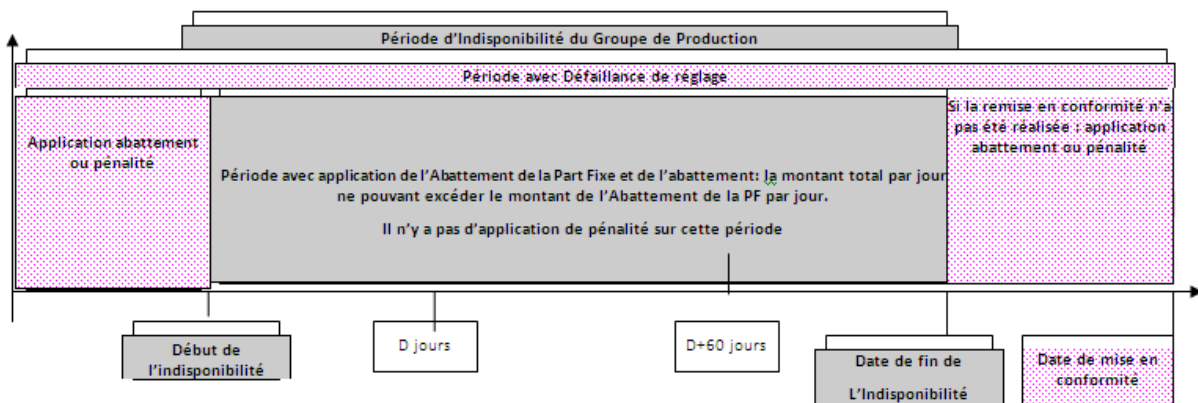 Période d'Indisponibilité du Groupe de Production
Période avec Défaillance de réglage
Application abattement
ou pénalité
Période avec application de l'Abattement de la Part Fixe et de l'abattement: la montant total par jour
ne pouvant excéder le montant de l'Abattement de la PF par jour.
Il n'y a pas d'application de pénalité sur cette période
Si la remise en conformité n'a
pas été réalisée : application
abattement ou pénalité
Début de
l'indisponibilité
D jours
D+60 jours
Date de fin de
L'Indisponibilité
Date de mise en
conformité